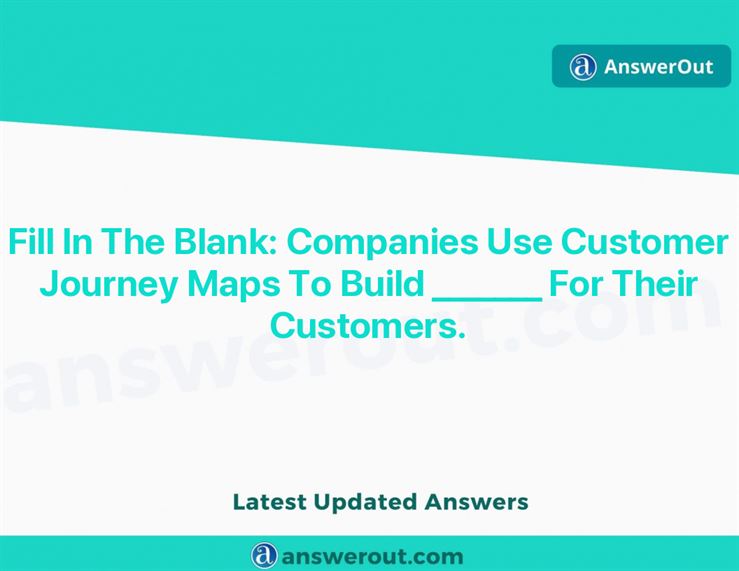 AnswerOut
Fill In The Blank: Companies Use Customer
Journey Maps To Build ______ For Their
Customers.
answerout.com
Latest Updated Answers
answerout.com